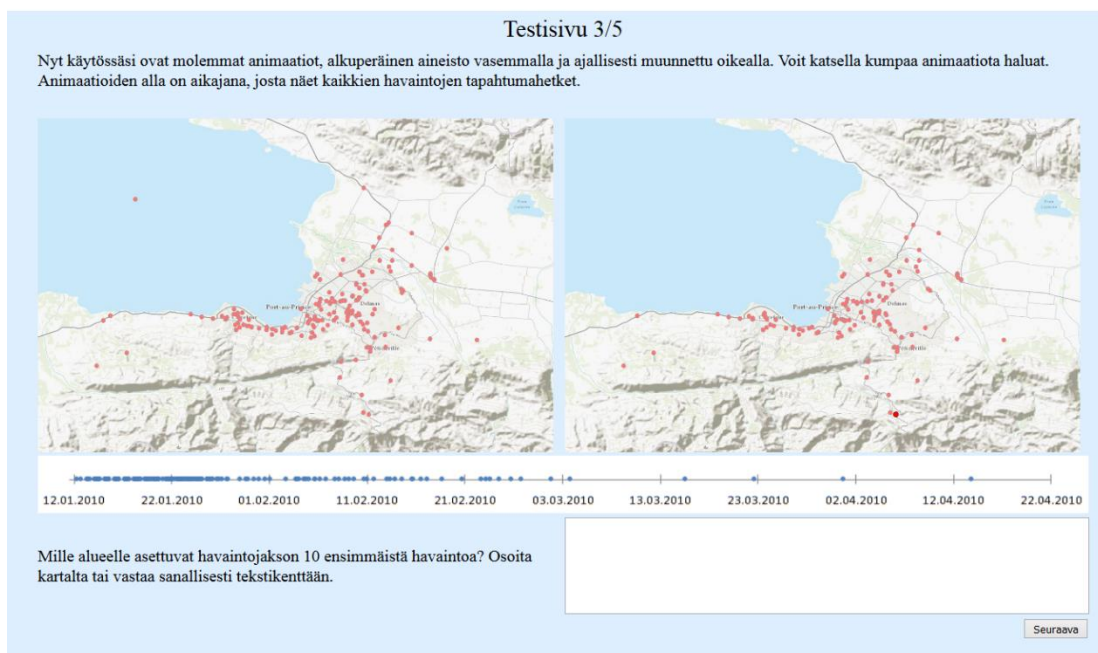 Testisivu 3/5
Nyt käytössäsi ovat molemmat animaatiot, alkuperäinen aineisto vasemmalla ja ajallisesti muunnettu oikealla. Voit katsella kumpaa animaatiota haluat.
Animaatioiden alla on aikajana, josta näet kaikkien havaintojen tapahtumahetket.
Port-au-Prince Delmas
Port-au-Prince Delmas
12.01.2010 22.01.2010 01.02.2010 11.02.2010 21.02.2010 03.03.2010 13.03.2010 23.03.2010 02.04.2010 12.04.2010 22.04.2010
Mille alueelle asettuvat havaintojakson 10 ensimmäistä havaintoa? Osoita
kartalta tai vastaa sanallisesti tekstikenttään.
Seuraava